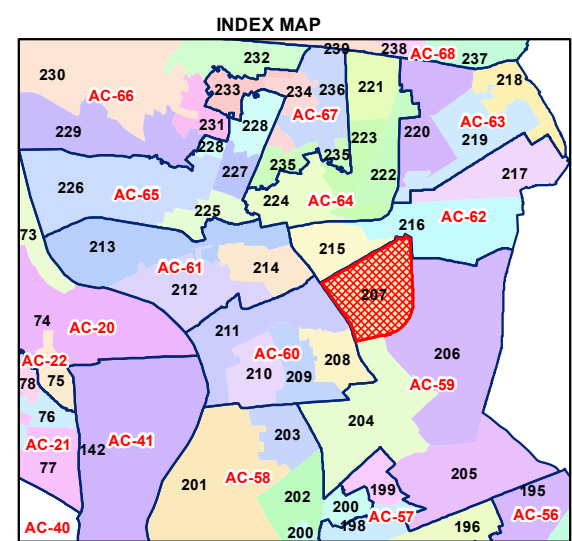 INDEX MAP
239 238 AC-68 237
232
230 221 218
233 234 236
AC-66 AC-67 AC-63
231 228 220
229 223 219
228
235 235
227 217
226 222
AC-65 224 AC-64
225 216 AC-62
73
213 215
AC-61 214
212 207
74
AC-20 211
AC-22 AC-60 208 206
78 75 210 209 AC-59
76 204
203
AC-21 142 AC-41
77 201 AC-58 205
199 195
202 200
AC-57 AC-56
AC-40 200 198 196